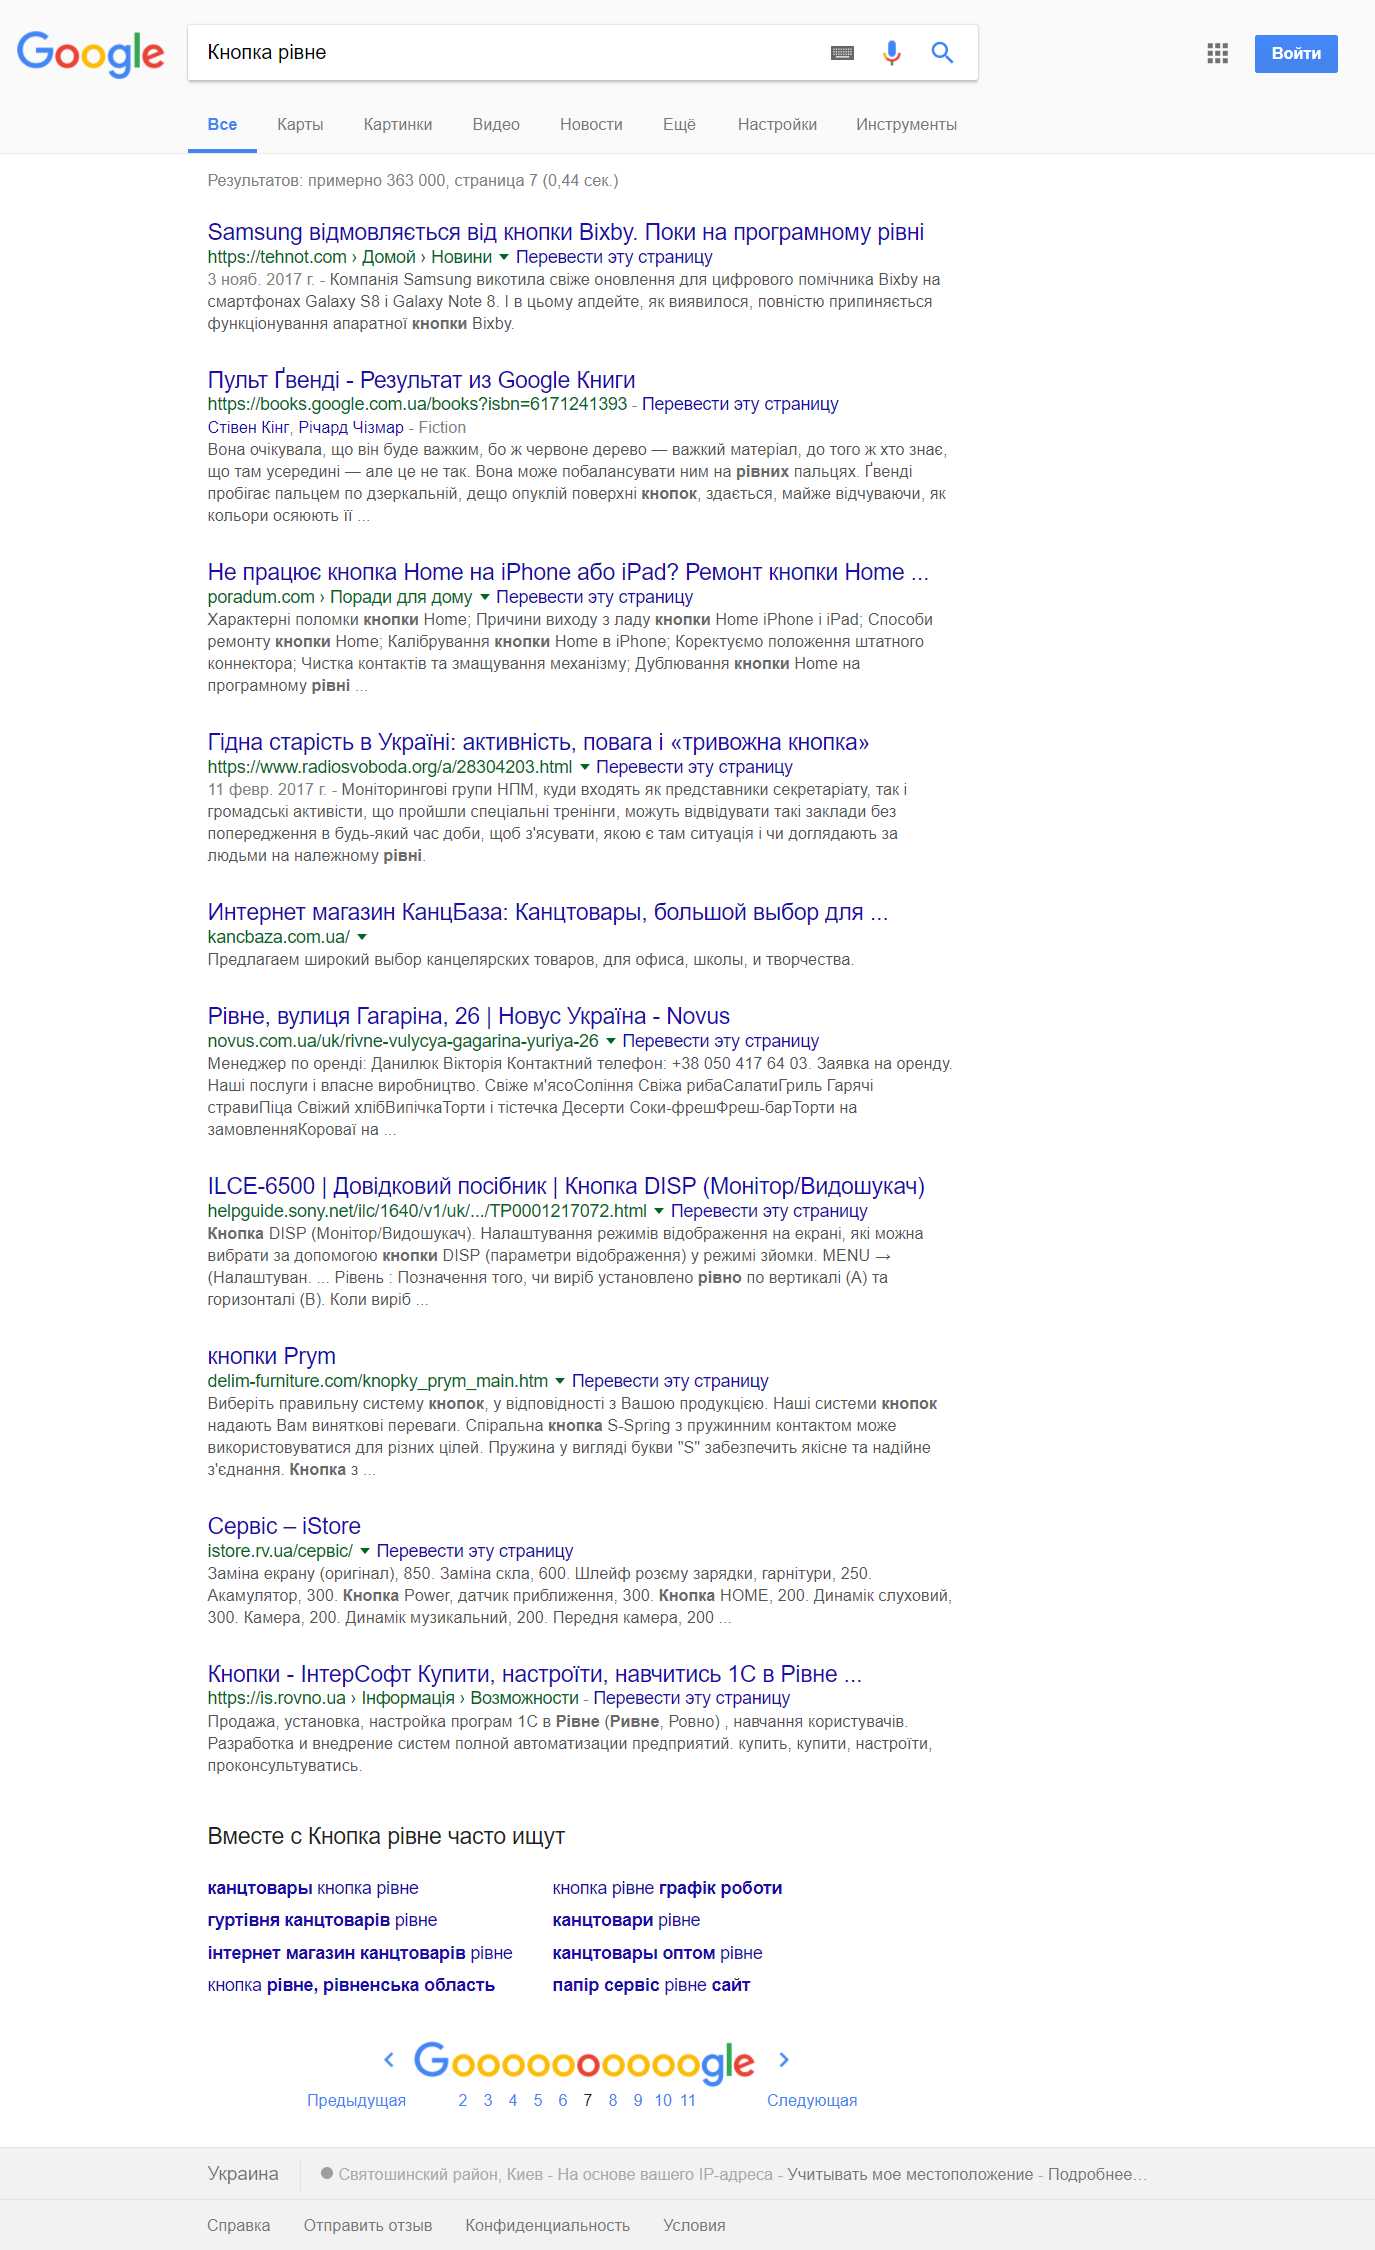 Google
Кнопка рівне
Войти
Все Карты Картинки Видео Новости Ещё Настройки Инструменты
Результатов: примерно 363 000, страница 7 (0,44 сек.)
Samsung відмовляється від кнопки Bixby. Поки на програмному рівні
https://tehnot.com › Домой › Новини Перевести эту страницу
3 нояб. 2017 г. - Компанія Samsung викотила свіже оновлення для цифрового помічника Bixby на
смартфонах Galaxy S8 і Galaxy Note 8. І в цьому апдейте, як виявилося, повністю припиняється
функціонування апаратної кнопки Bixby.
Пульт Ґвенді - Результат из Google Книги
https://books.google.com.ua/books?isbn=6171241393 - Перевести эту страницу
Стівен Кінг, Річард Чізмар - Fiction
Вона очікувала, що він буде важким, бо ж червоне дерево — важкий матеріал, до того ж хто знає,
що там усередині — але це не так. Вона може побалансувати ним на рівних пальцях. Ґвенді
пробігає пальцем по дзеркальній, дещо опуклій поверхні кнопок, здається, майже відчуваючи, як
кольори осяюють її ...
Не працює кнопка Home на iPhone або iPad? Ремонт кнопки Home ...
poradum.com › Поради для дому Перевести эту страницу
Характерні поломки кнопки Home; Причини виходу з ладу кнопки Home iPhone і iPad; Способи
ремонту кнопки Home; Калібрування кнопки Home в iPhone; Коректуємо положення штатного
коннектора; Чистка контактів та змащування механізму; Дублювання кнопки Home на
програмному рівні ...
Гідна старість в Україні: активність, повага і «тривожна кнопка»
https://www.radiosvoboda.org/a/28304203.html Перевести эту страницу
11 февр. 2017 г. - Моніторингові групи НПМ, куди входять як представники секретаріату, так і
громадські активісти, що пройшли спеціальні тренінги, можуть відвідувати такі заклади без
попередження в будь-який час доби, щоб з'ясувати, якою є там ситуація і чи доглядають за
людьми на належному рівні.
Интернет магазин КанцБаза: Канцтовары, большой выбор для ...
kancbaza.com.ua/
Предлагаем широкий выбор канцелярских товаров, для офиса, школы, и творчества.
Рівне, вулиця Гагаріна, 26 | Новус Україна - Novus
novus.com.ua/uk/rivne-vulycya-gagarina-yuriya-26 Перевести эту страницу
Менеджер по оренді: Данилюк Вікторія Контактний телефон: +38 050 417 64 03. Заявка на оренду.
Наші послуги і власне виробництво. Свіже м'ясоСоління Свіжа рибаСалатиГриль Гарячі
стравиПіца Свіжий хлібВипічкаТорти і тістечка Десерти Соки-фрешФреш-барТорти на
замовленняКороваї на ...
ILCE-6500 | Довідковий посібник | Кнопка DISP (Монітор/Видошукач)
helpguide.sony.net/ilc/1640/v1/uk/.../TP0001217072.html Перевести эту страницу
Кнопка DISP (Монітор/Видошукач). Налаштування режимів відображення на екрані, які можна
вибрати за допомогою кнопки DISP (параметри відображення) у режимі зйомки. MENU →
(Налаштуван. ... Рівень : Позначення того, чи виріб установлено рівно по вертикалі (A) та
горизонталі (B). Коли виріб ...
кнопки Prym
delim-furniture.com/knopky_prym_main.htm Перевести эту страницу
Виберіть правильну систему кнопок, у відповідності з Вашою продукцією. Наші системи кнопок
надають Вам виняткові переваги. Спіральна кнопка S-Spring з пружинним контактом може
використовуватися для різних цілей. Пружина у вигляді букви "S" забезпечить якісне та надійне
з'єднання. Кнопка з ...
Сервіс – iStore
istore.rv.ua/сервіс/ Перевести эту страницу
Заміна екрану (оригінал), 850. Заміна скла, 600. Шлейф розєму зарядки, гарнітури, 250.
Акамулятор, 300. Кнопка Power, датчик приближення, 300. Кнопка HOME, 200. Динамік слуховий,
300. Камера, 200. Динамік музикальний, 200. Передня камера, 200 ...
Кнопки - ІнтерСофт Купити, настроїти, навчитись 1С в Рівне ...
https://is.rovno.ua › Інформація › Возможности - Перевести эту страницу
Продажа, установка, настройка програм 1С в Рівне (Ривне, Ровно) , навчання користувачів.
Разработка и внедрение систем полной автоматизации предприятий. купить, купити, настроїти,
проконсультуватись.
Вместе с Кнопка рівне часто ищут
канцтовары кнопка рівне кнопка рівне графік роботи
гуртівня канцтоварів рівне канцтовари рівне
інтернет магазин канцтоварів рівне канцтовары оптом рівне
кнопка рівне, рівненська область папір сервіс рівне сайт
Goooooooooogle
Предыдущая 2 3 4 5 6 7 8 9 10 11 Следующая
Украина Святошинский район, Киев - На основе вашего IP-адреса - Учитывать мое местоположение - Подробнее...
Справка Отправить отзыв Конфиденциальность Условия